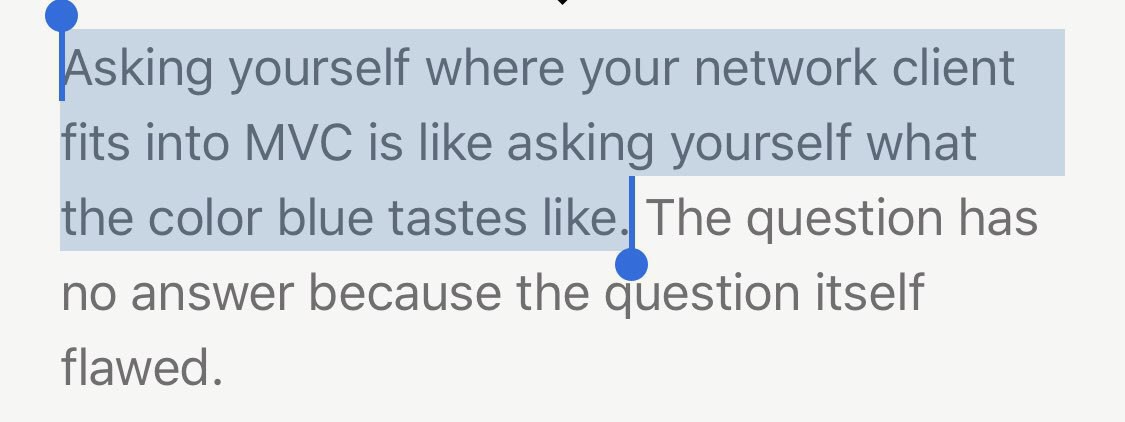 Asking yourself where your network client
fits into MVC is like asking yourself what
the color blue tastes like. The question has
no answer because the question itself
flawed.